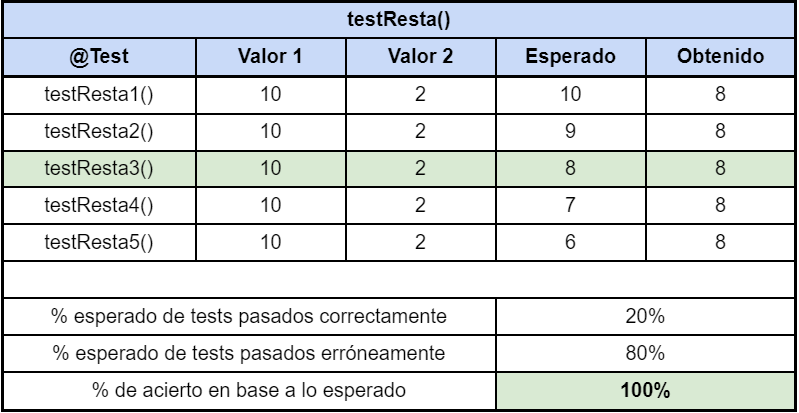 testResta()
@Test Valor 1 Valor 2 Esperado Obtenido
testResta1() 10 2 10 8
testResta2() 10 2 9 8
testResta3() 10 2 8 8
testResta4() 10 2 7 8
testResta5() 10 2 6 8
% esperado de tests pasados correctamente 20%
% esperado de tests pasados erróneamente 80%
% de acierto en base a lo esperado 100%